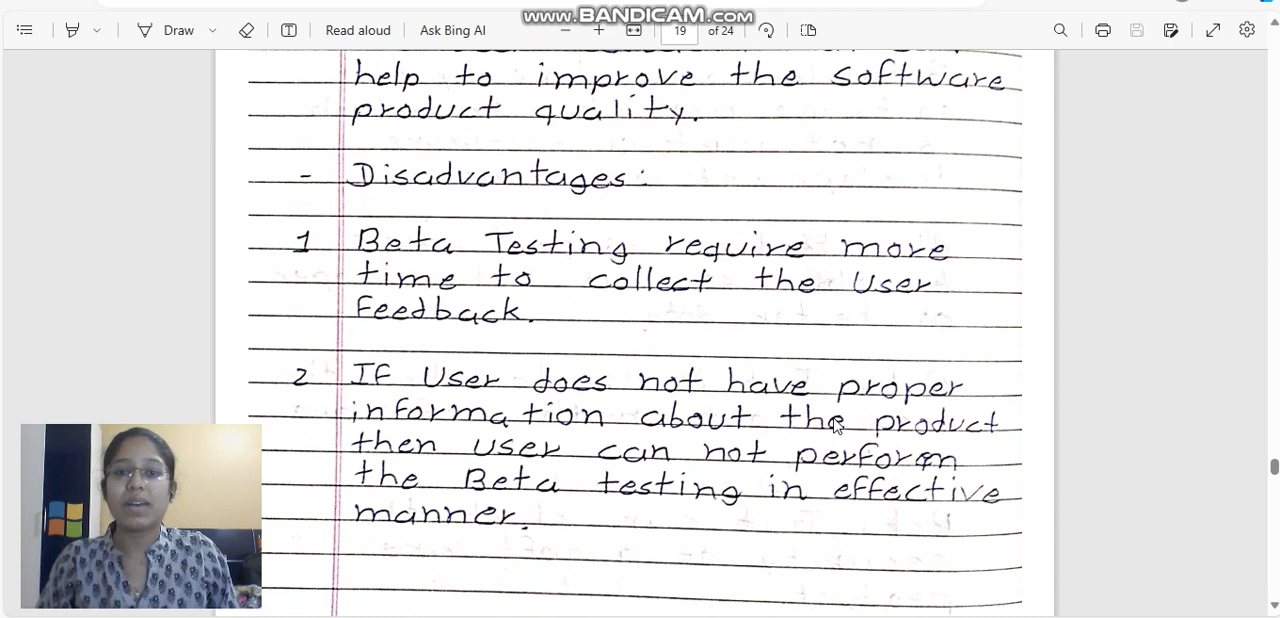 www.BANDICAM.com
Draw
Read aloud
Ask Bing AI
19
of 24
help to improve the software
product quality.
- Disadvantages:
1 Beta Testing require more
time to collect the User
Feedback.
2 If User does not have proper
information about the product
then user can not perform
the Beta testing in effective
manner.